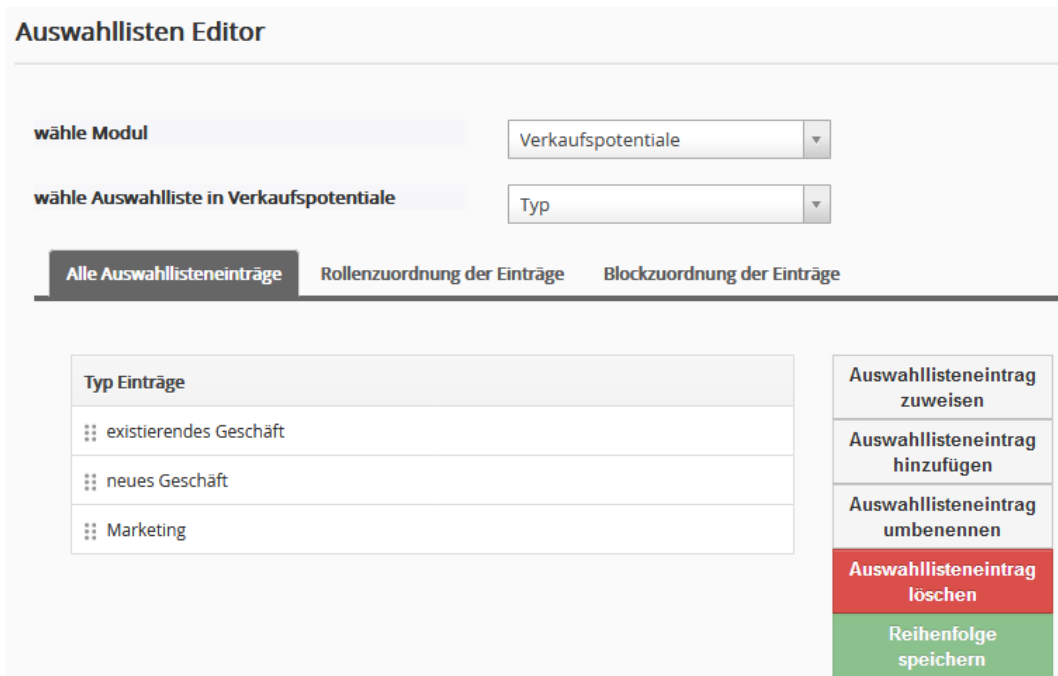 Auswahllisten Editor
wähle Modul
Verkaufspotentiale
wähle Auswahlliste in Verkaufspotentiale
Typ
Alle Auswahllisteneinträge
Rollenzuordnung der Einträge
Blockzuordnung der Einträge
Typ Einträge
existierendes Geschäft
neues Geschäft
Marketing
Auswahllisteneintrag
zuweisen
Auswahllisteneintrag
hinzufügen
Auswahllisteneintrag
umbenennen
Auswahllisteneintrag
löschen
Reihenfolge
speichern